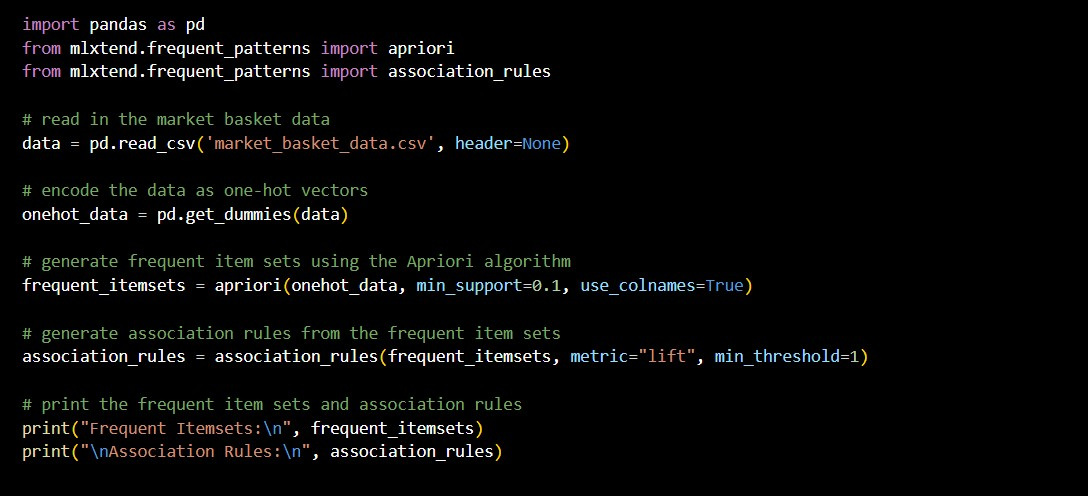 import pandas as pd
from mlxtend.frequent_patterns import apriori
from mlxtend.frequent_patterns import association_rules
# read in the market basket data
data = pd.read_csv('market_basket_data.csv', header=None)
# encode the data as one-hot vectors
onehot_data = pd.get_dummies(data)
# generate frequent item sets using the Apriori algorithm
frequent_itemsets = apriori(onehot_data, min_support=0.1, use_colnames=True)
# generate association rules from the frequent item sets
association_rules = association_rules(frequent_itemsets, metric="lift", min_threshold=1)
# print the frequent item sets and association rules
print("Frequent Itemsets:\n", frequent_itemsets)
print("\nAssociation Rules:\n", association_rules)